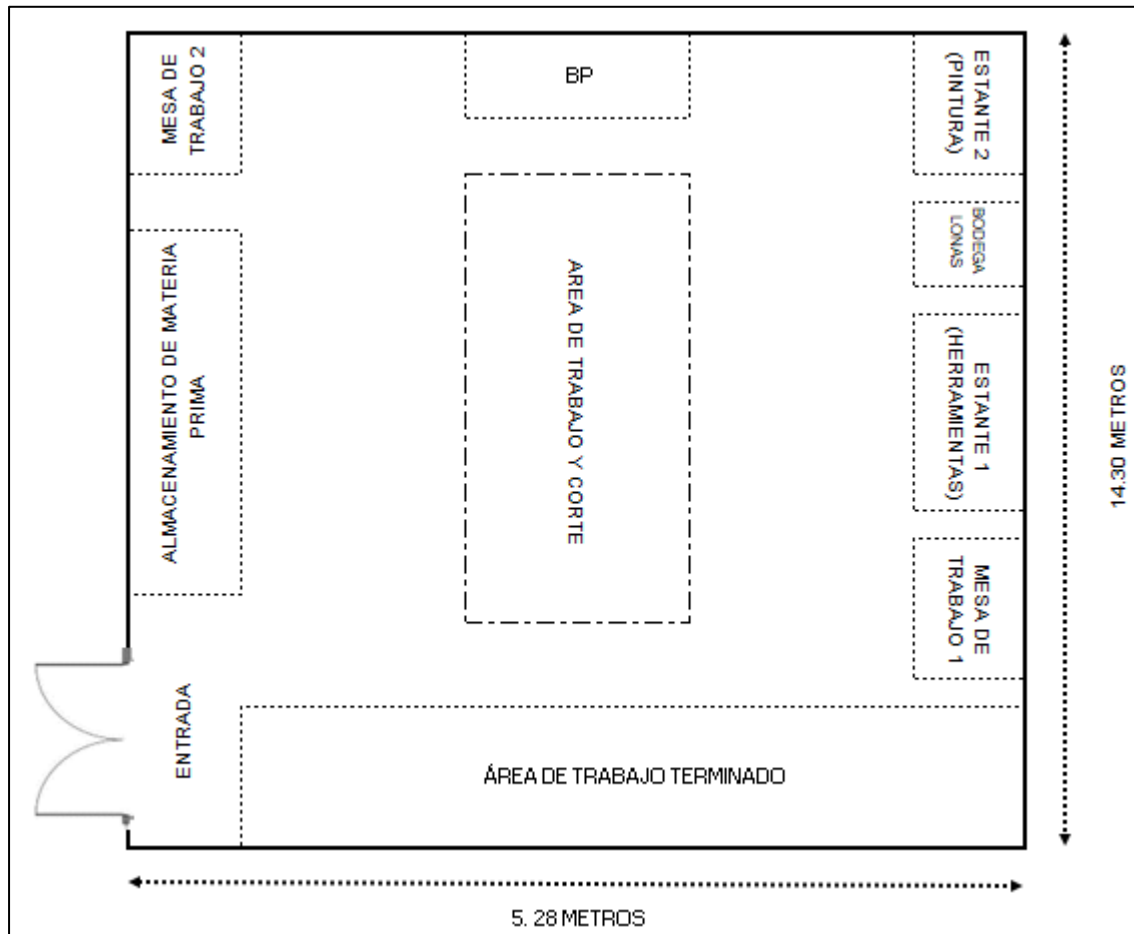 MESA DE
TRABAJO 2
BP
ESTANTE 2
(PINTURA)
BODEGA
LONAS
ALMACENAMIENTO DE MATERIA
PRIMA
AREA DE TRABAJO Y CORTE
ESTANTE 1
(HERRAMIENTAS)
14.30 METROS
MESA DE
TRABAJO 1
ENTRADA
ÁREA DE TRABAJO TERMINADO
5. 28 METROS